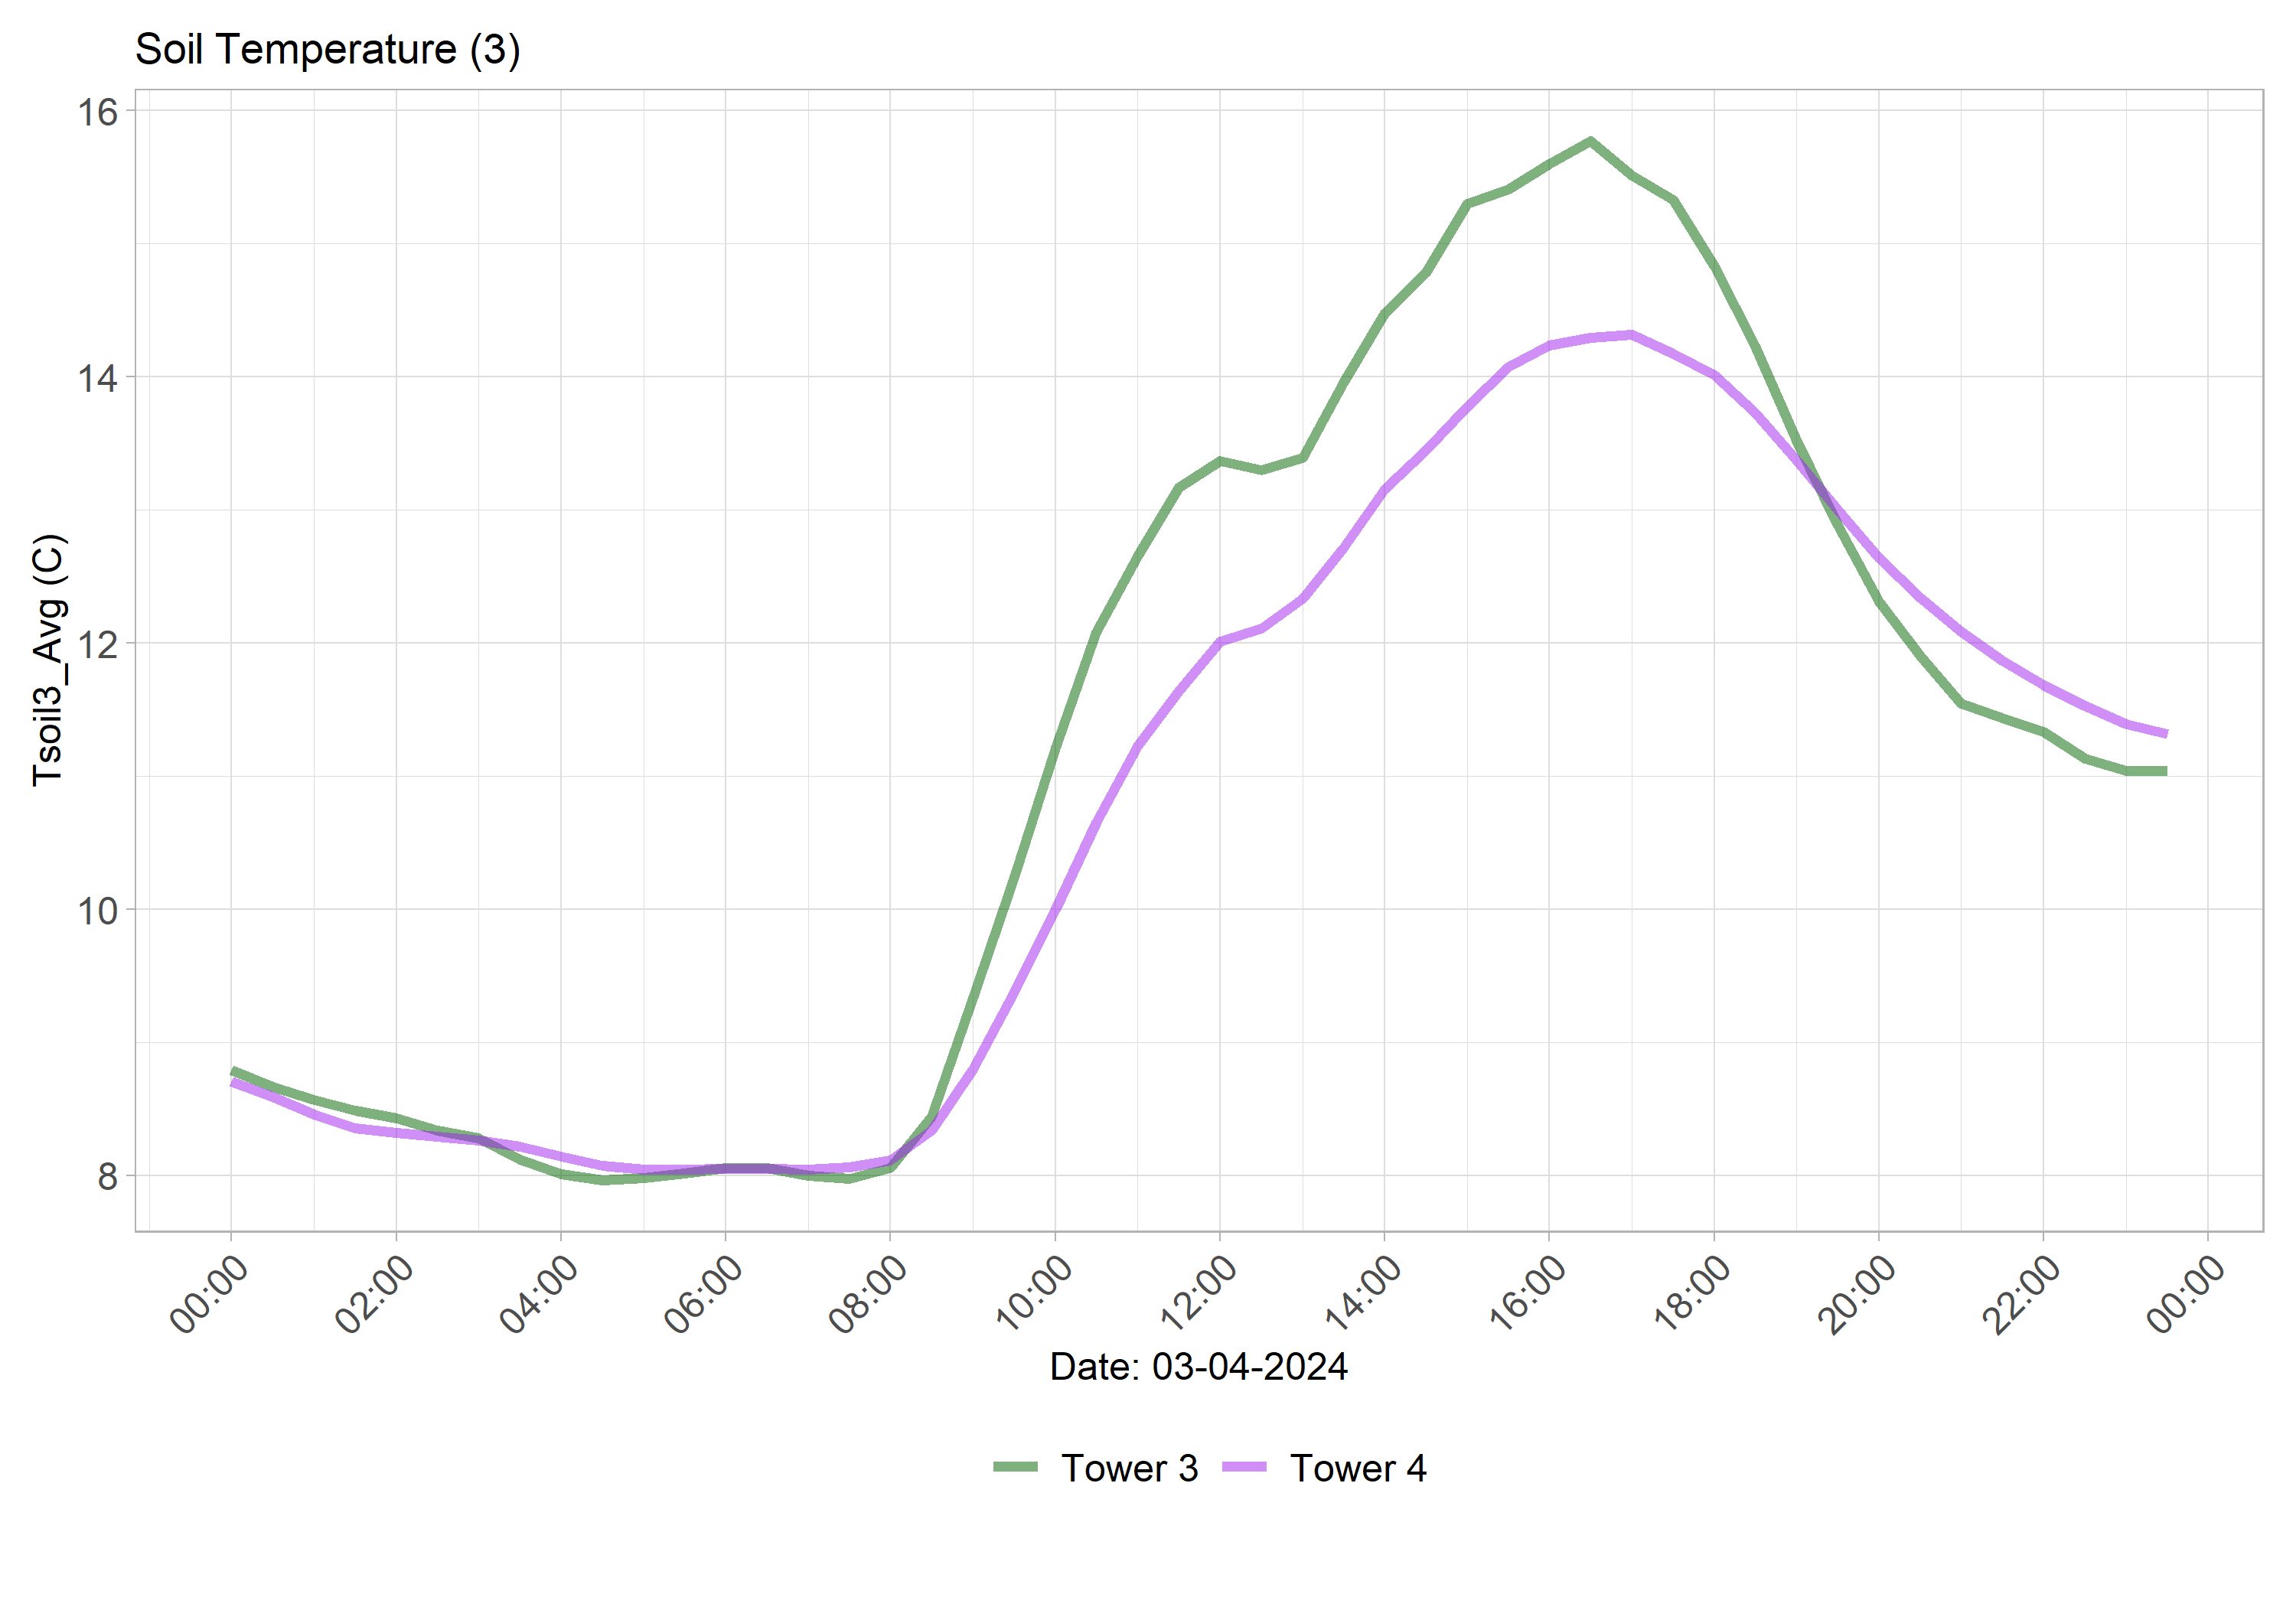 Soil Temperature (3)
Tsoil3_Avg (C)
16
14
12
10
8
00:00 02:00 04:00 06:00 08:00 10:00 12:00 14:00 16:00 18:00 20:00 22:00 00:00
Date: 03-04-2024
Tower 3 Tower 4